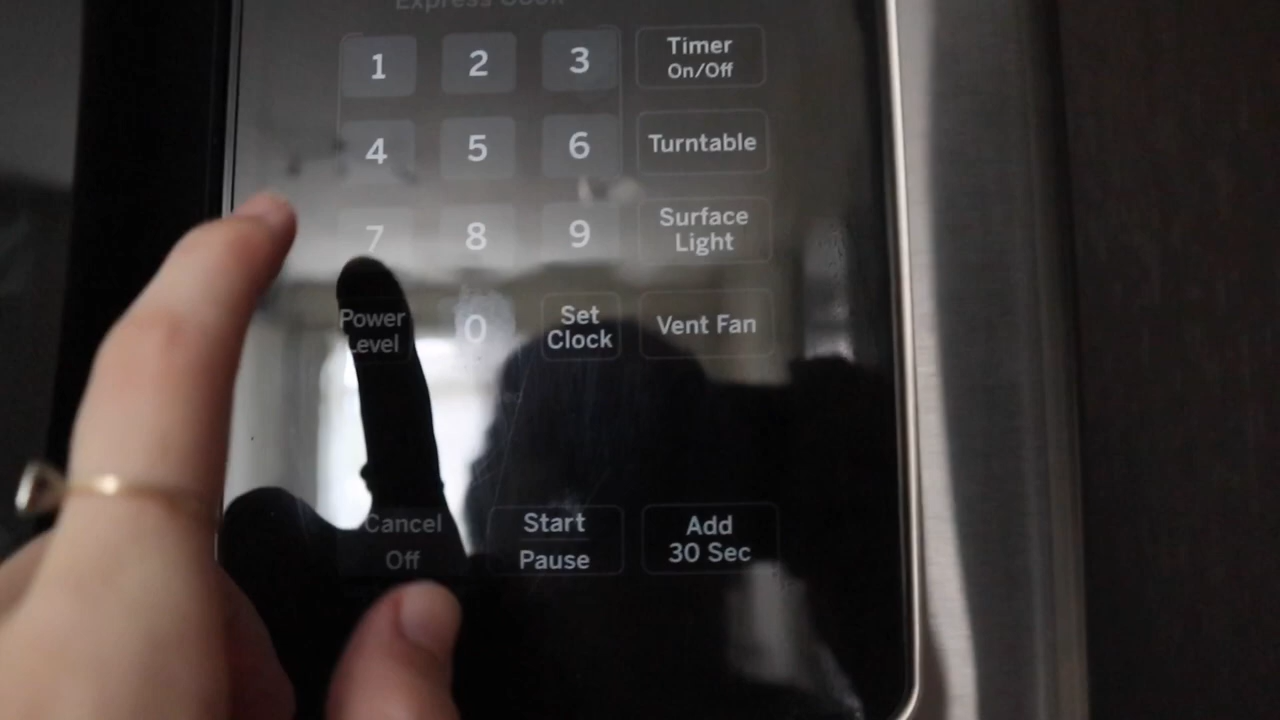 Express Cook
1 2 3 Timer
On/Off
4 5 6 Turntable
7 8 9 Surface
Light
Power
Level
0
Set
Clock
Vent Fan
Cancel
Off
Start
Pause
Add
30 Sec